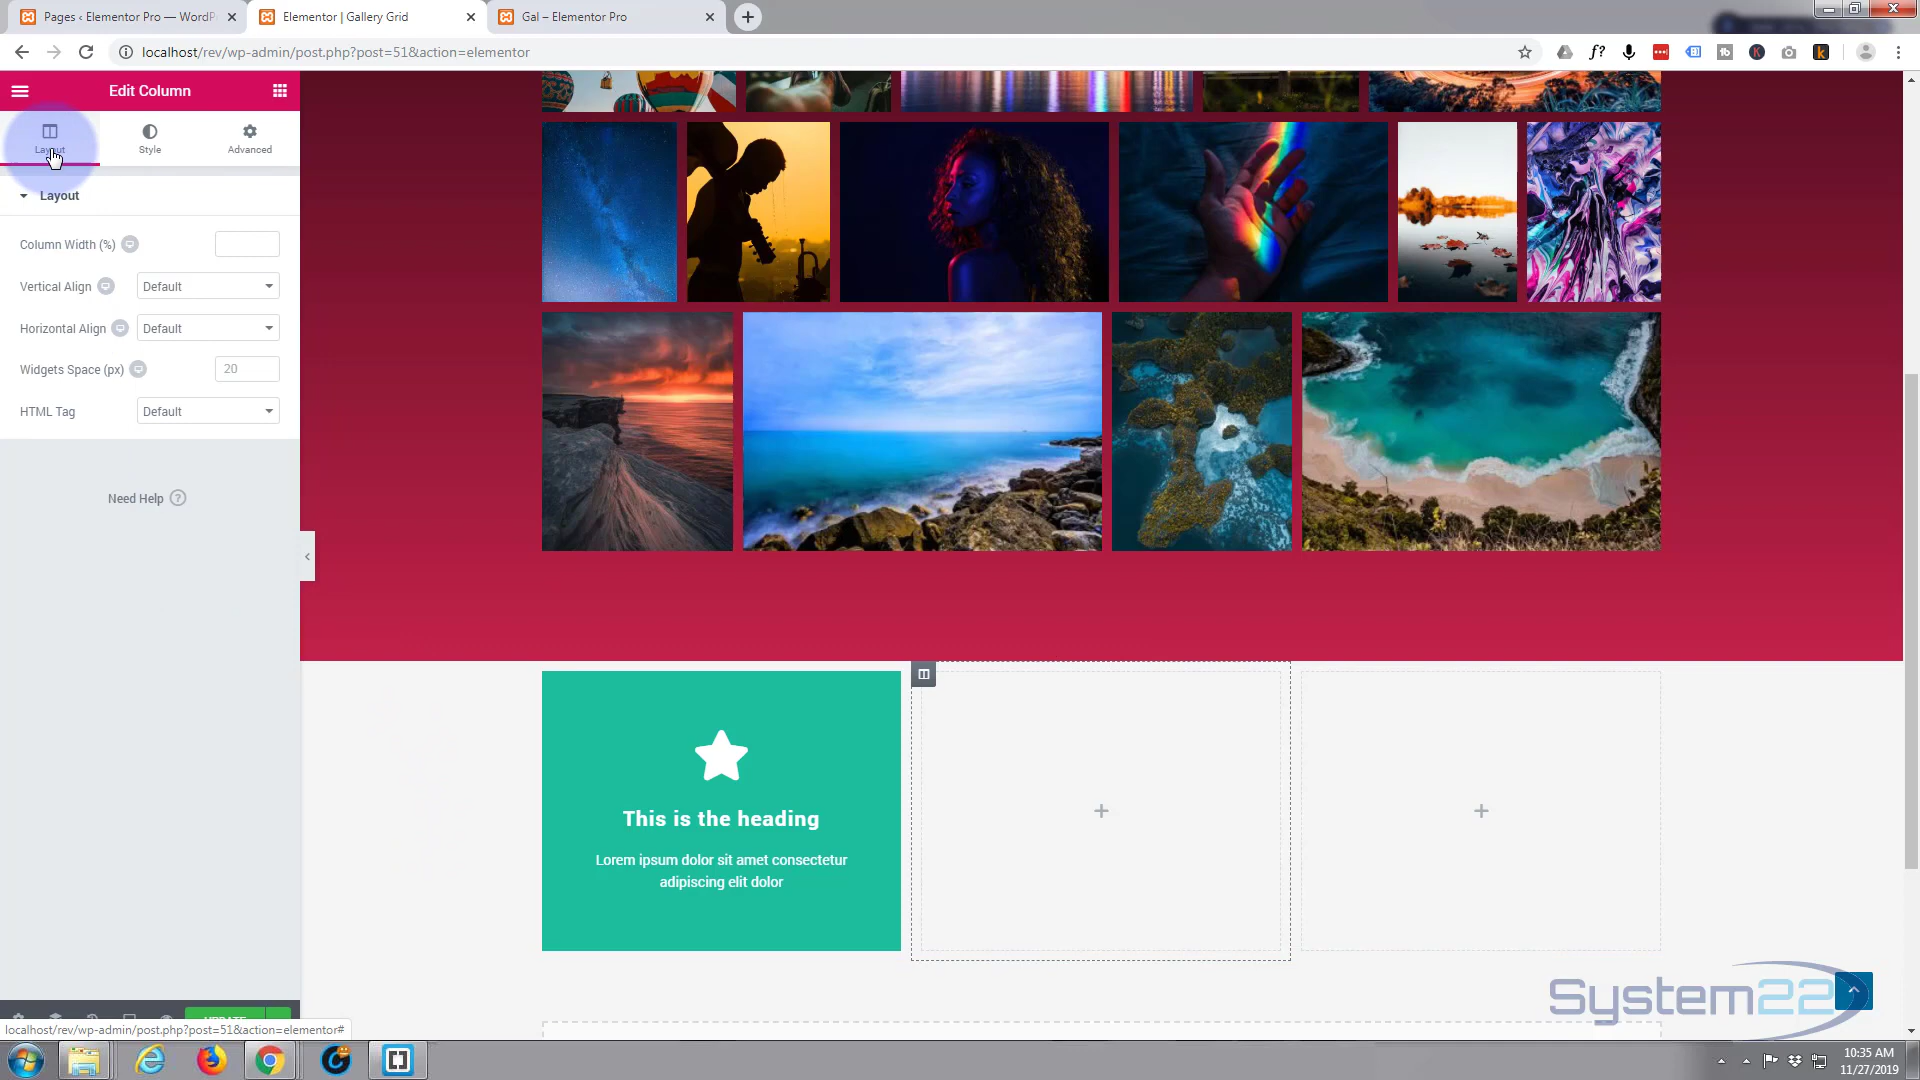 Pages ‹ Elementor Pro — WordP
Elementor | Gallery Grid
Gal – Elementor Pro
localhost/rev/wp-admin/post.php?post=51&action=elementor
Edit Column
Layout
Style
Advanced
Layout
Column Width (%)
Vertical Align
Default
Horizontal Align
Default
Widgets Space (px)
20
HTML Tag
Default
Need Help
This is the heading
Lorem ipsum dolor sit amet consectetur
adipiscing elit dolor
System22
UPDATE
localhost/rev/wp-admin/post.php?post=51&action=elementor#
10:35 AM
11/27/2019